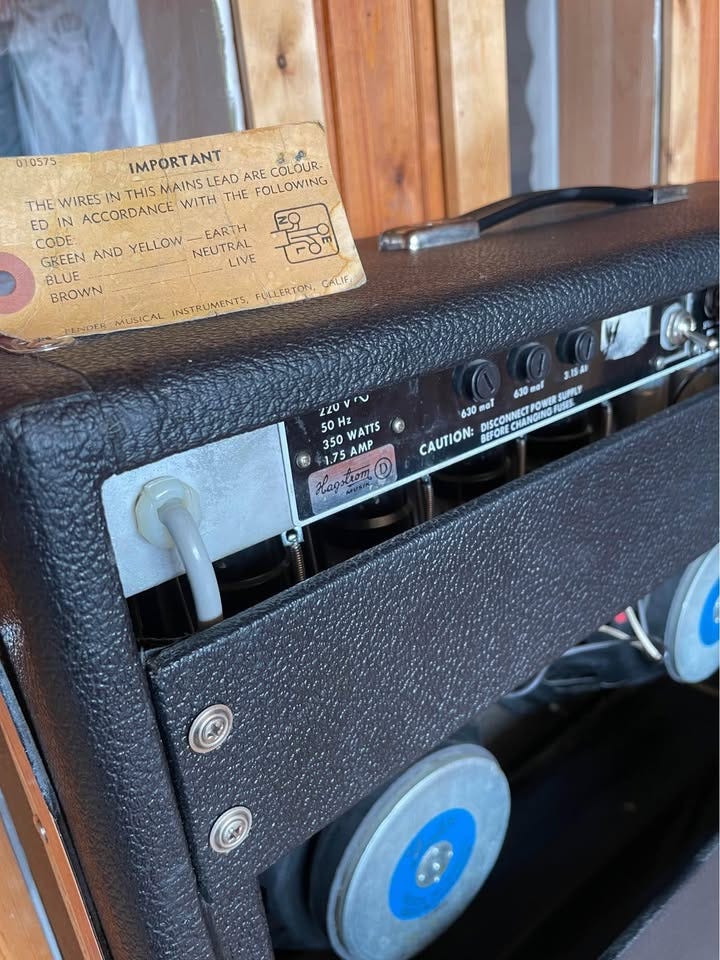 010575
IMPORTANT
THE WIRES IN THIS MAINS LEAD ARE COLOUR-
ED IN ACCORDANCE WITH THE FOLLOWING
CODE
GREEN AND YELLOW — EARTH
BLUE NEUTRAL
BROWN LIVE
N
E
L
FENDER MUSICAL INSTRUMENTS, FULLERTON, CALIF.
220 V
50 Hz
350 WATTS
1.75 AMP
Hagstrom D
MUSIK
630 maT
630 maT
3.15 At
CAUTION: DISCONNECT POWER SUPPLY
BEFORE CHANGING FUSES.